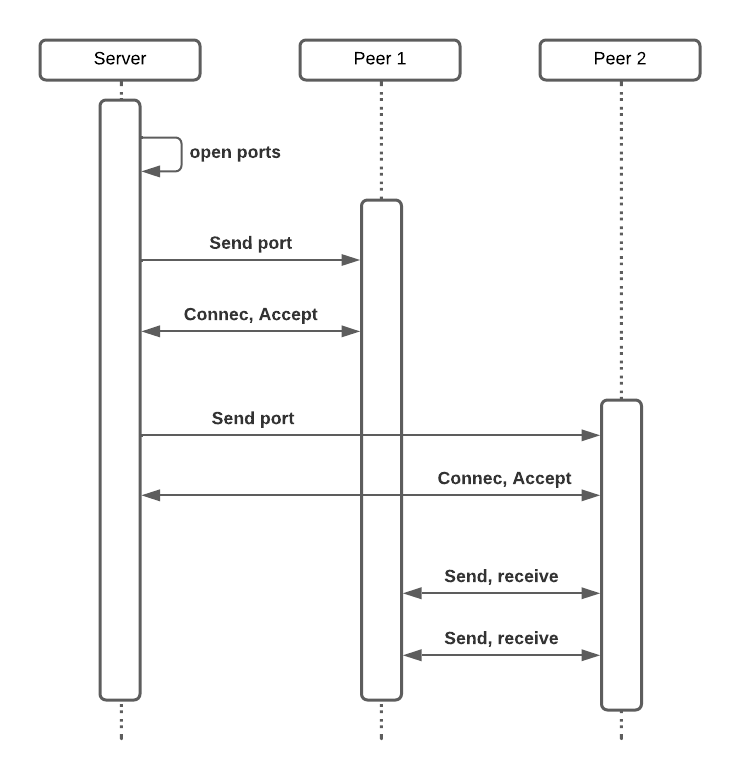 Server
Peer 1
Peer 2
open ports
Send port
Connec, Accept
Send port
Connec, Accept
Send, receive
Send, receive